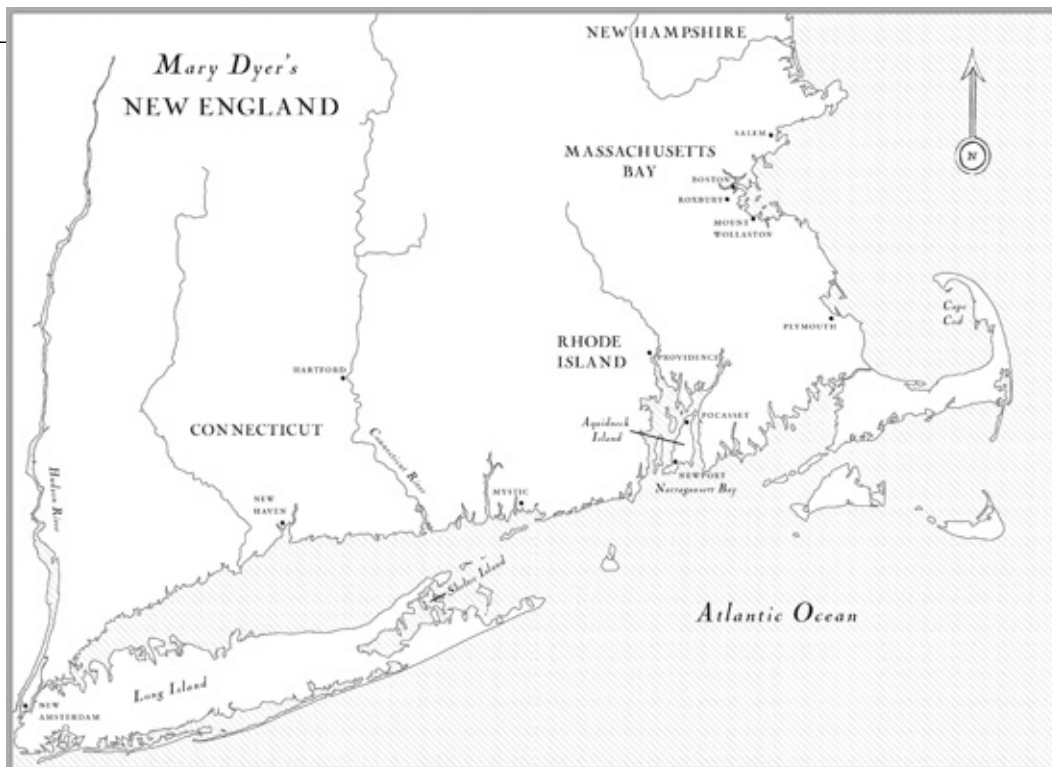 Mary Dyer's
NEW ENGLAND
NEW HAMPSHIRE
N
SALEM
MASSACHUSETTS
BAY
BOSTON
ROXBURY
MOUNT
WOLLASTON
Cape
Cod
PLYMOUTH
RHODE
ISLAND
PROVIDENCE
HARTFORD
POCASSET
Aquidneck
Island
CONNECTICUT
Connecticut River
Hudson River
NEWPORT
Narragansett Bay
MYSTIC
NEW
HAVEN
Shelter Island
Atlantic Ocean
Long Island
NEW
AMSTERDAM